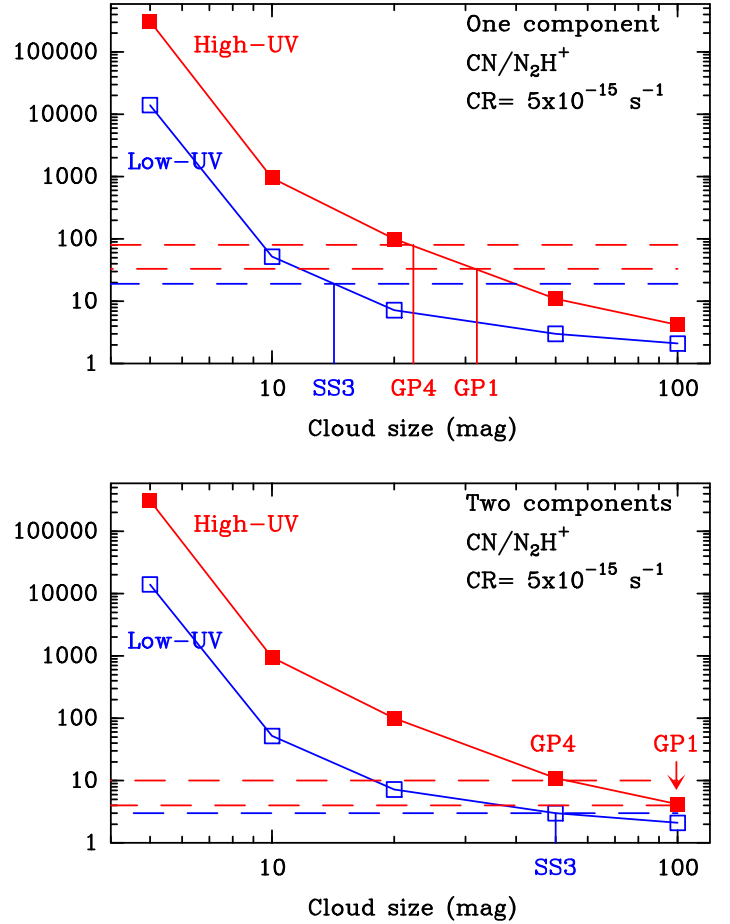 One component
High-UV
CN/N₂H⁺
CR= 5x10⁻¹⁵ s⁻¹
Low-UV
100000
10000
1000
100
10
1
10 SS3 GP4 GP1 100
Cloud size (mag)
Two components
High-UV
CN/N₂H⁺
CR= 5x10⁻¹⁵ s⁻¹
Low-UV
GP4 GP1
100000
10000
1000
100
10
1
10 SS3 100
Cloud size (mag)